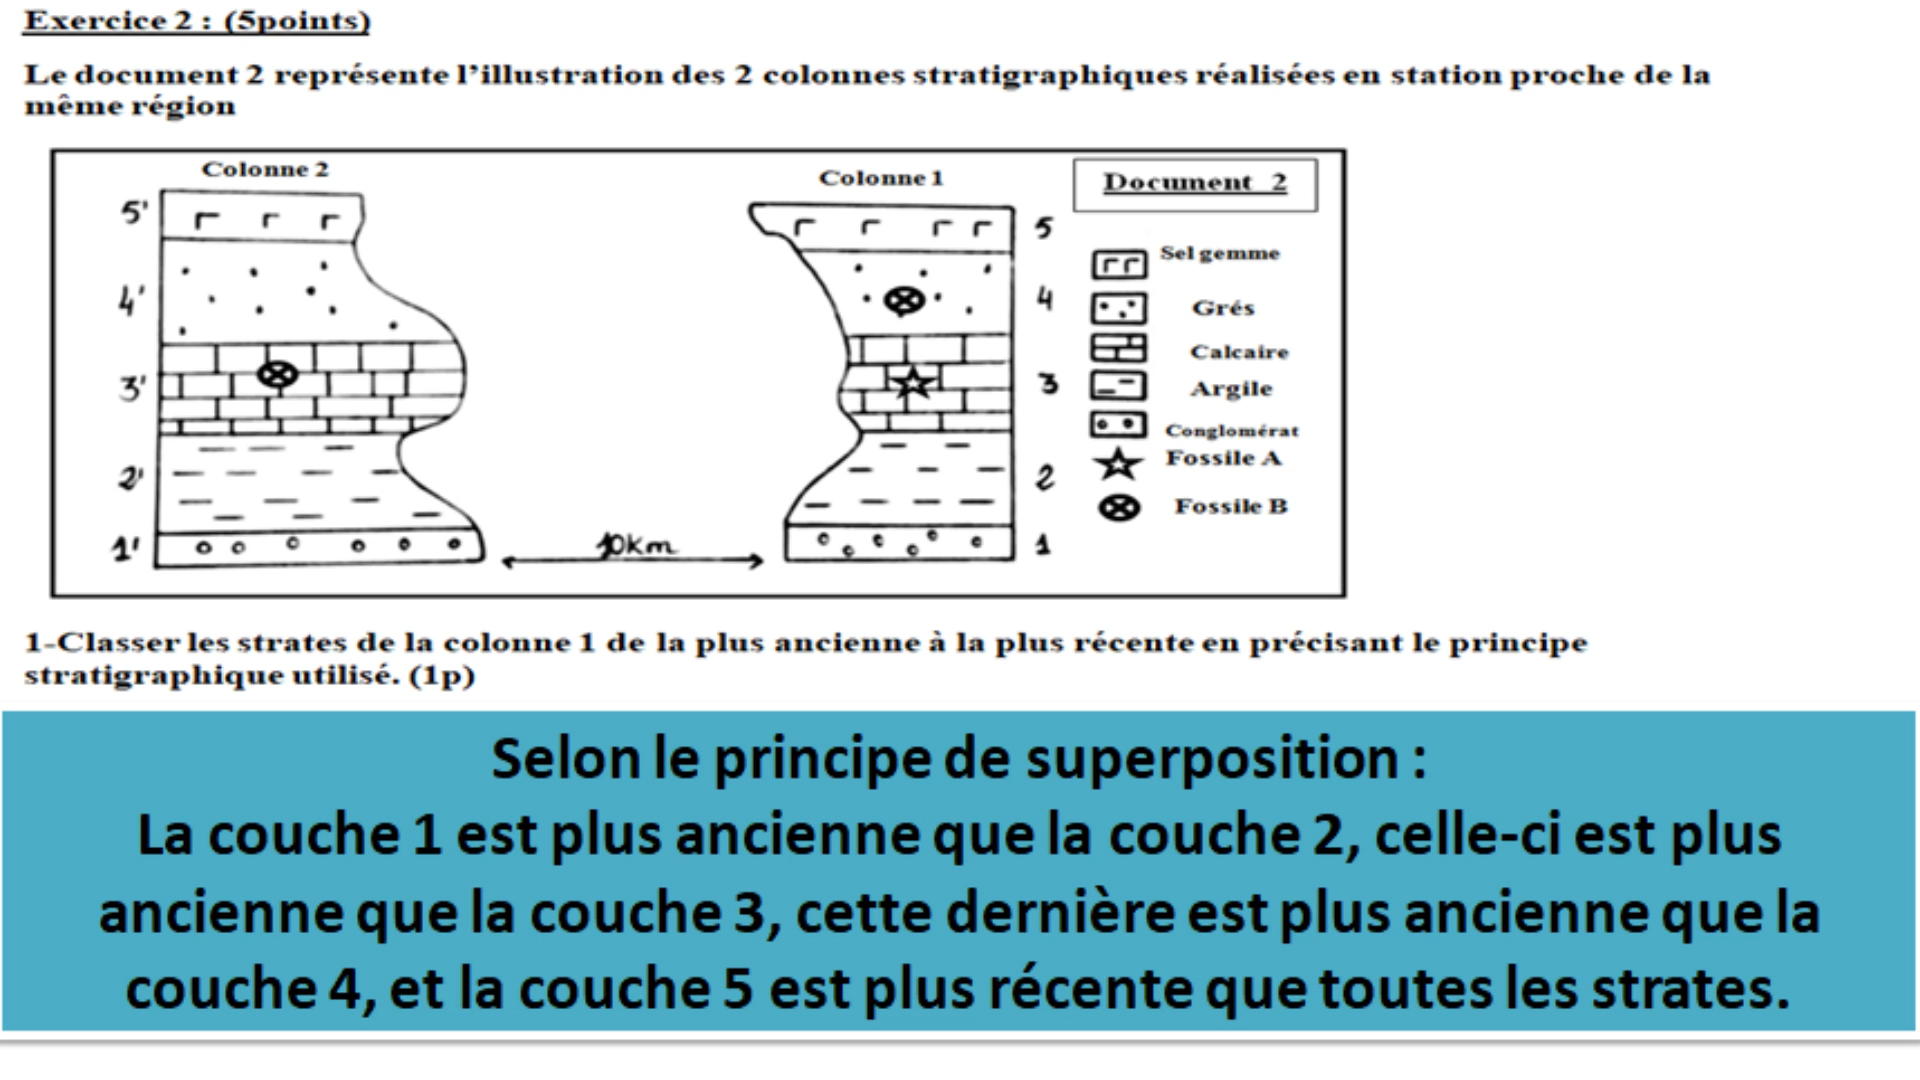 Exercice 2 : (5points)
Le document 2 représente l'illustration des 2 colonnes stratigraphiques réalisées en station proche de la
même région
Colonne 2
Colonne 1
Document 2
5'
4'
3'
2'
1'
10km
5
4
3
2
1
Sel gemme
Grés
Calcaire
Argile
Conglomérat
Fossile A
Fossile B
1-Classer les strates de la colonne 1 de la plus ancienne à la plus récente en précisant le principe
stratigraphique utilisé. (1p)
Selon le principe de superposition :
La couche 1 est plus ancienne que la couche 2, celle-ci est plus
ancienne que la couche 3, cette dernière est plus ancienne que la
couche 4, et la couche 5 est plus récente que toutes les strates.